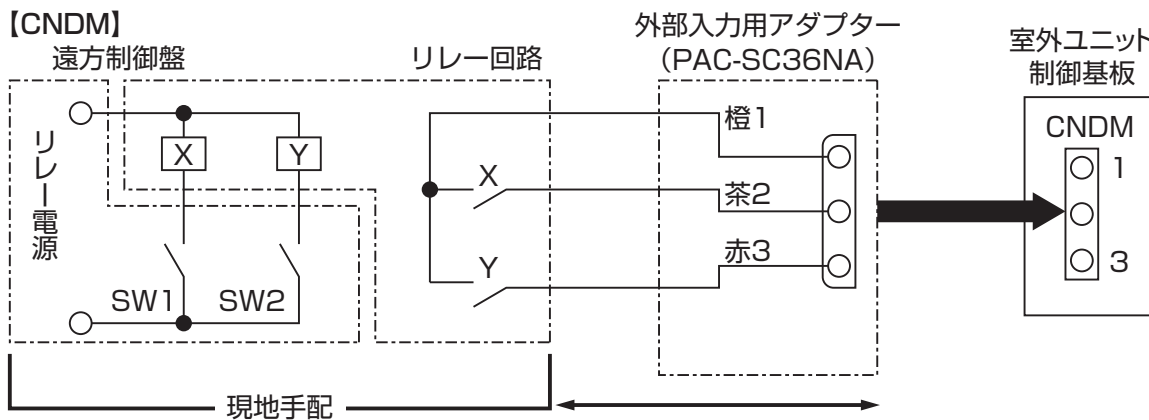 【CNDM】
遠方制御盤
リレー回路
外部入力用アダプター
（PAC-SC36NA）
室外ユニット
制御基板
リレー電源
X
Y
SW1
SW2
X
Y
橙1
茶2
赤3
CNDM
1
3
現地手配